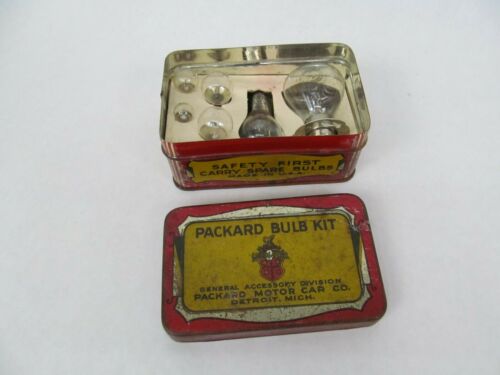 SAFETY FIRST
CARRY SPARE BULBS
MADE IN U.S.A.
PACKARD BULB KIT
GENERAL ACCESSORY DIVISION
PACKARD MOTOR CAR CO.
DETROIT, MICH.